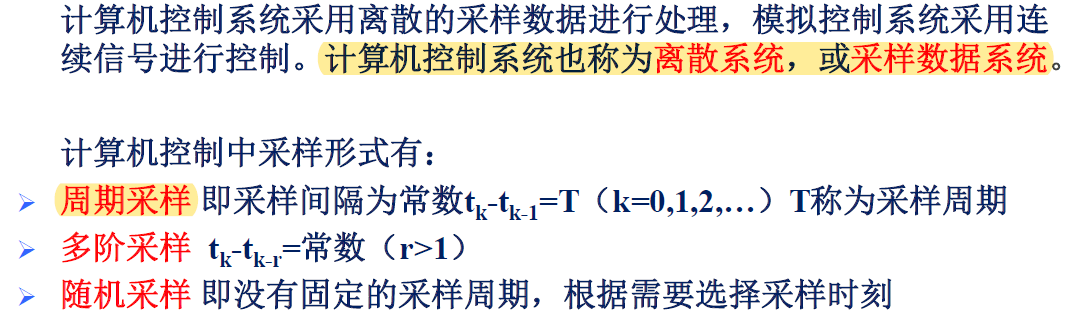 计算机控制系统采用离散的采样数据进行处理，模拟控制系统采用连
续信号进行控制。计算机控制系统也称为离散系统，或采样数据系统。
计算机控制中采样形式有：
周期采样 即采样间隔为常数tk-tk-1=T（k=0,1,2,…）T称为采样周期
多阶采样 tk-tk-r=常数（r>1）
随机采样 即没有固定的采样周期，根据需要选择采样时刻